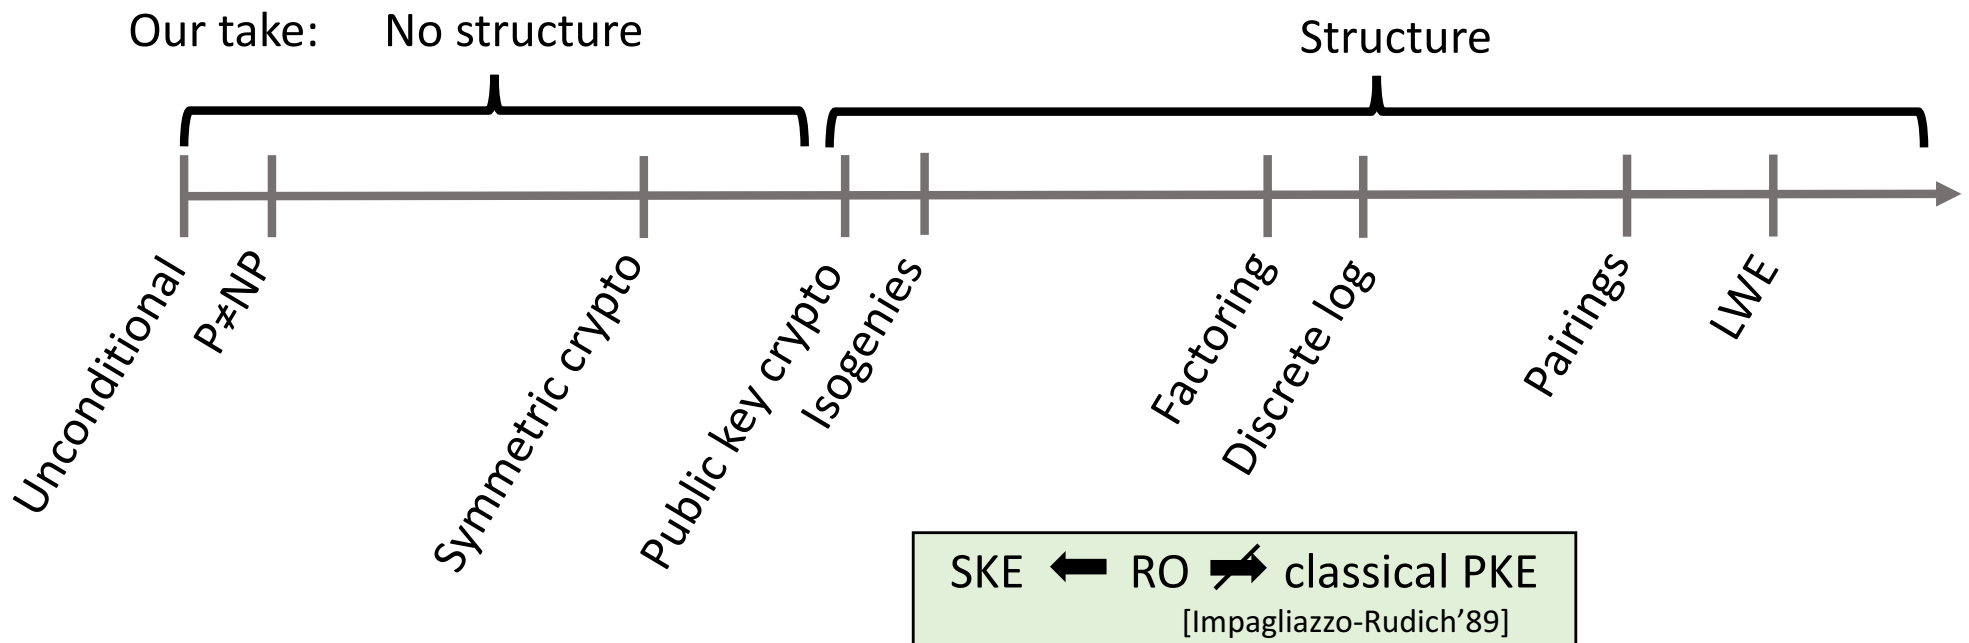 Our take: No structure Structure
Unconditional
P≠NP
Symmetric crypto
Public key crypto
Isogenies
Factoring
Discrete log
Pairings
LWE
SKE RO classical PKE
[Impagliazzo-Rudich’89]